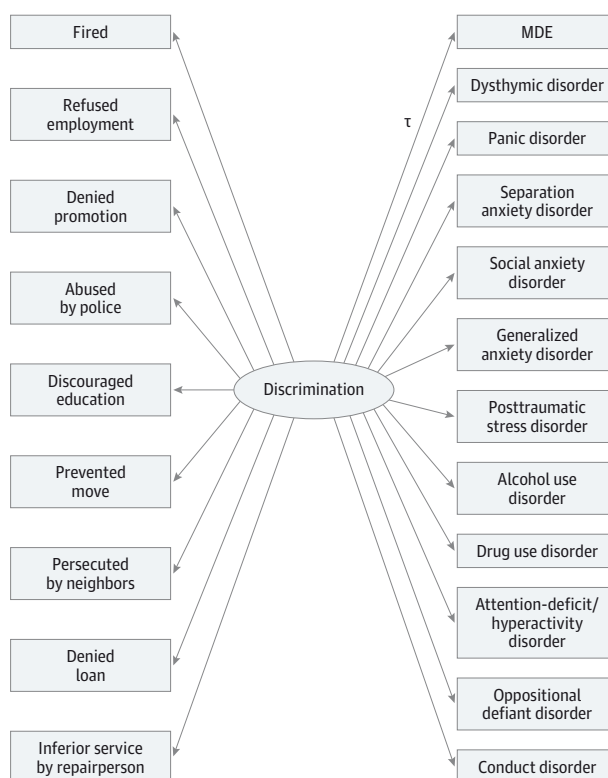 Fired
Refused
employment
Denied
promotion
Abused
by police
Discouraged
education
Prevented
move
Persecuted
by neighbors
Denied
loan
Inferior service
by repairperson
Discrimination
τ
MDE
Dysthymic disorder
Panic disorder
Separation
anxiety disorder
Social anxiety
disorder
Generalized
anxiety disorder
Posttraumatic
stress disorder
Alcohol use
disorder
Drug use disorder
Attention-deficit/
hyperactivity
disorder
Oppositional
defiant disorder
Conduct disorder